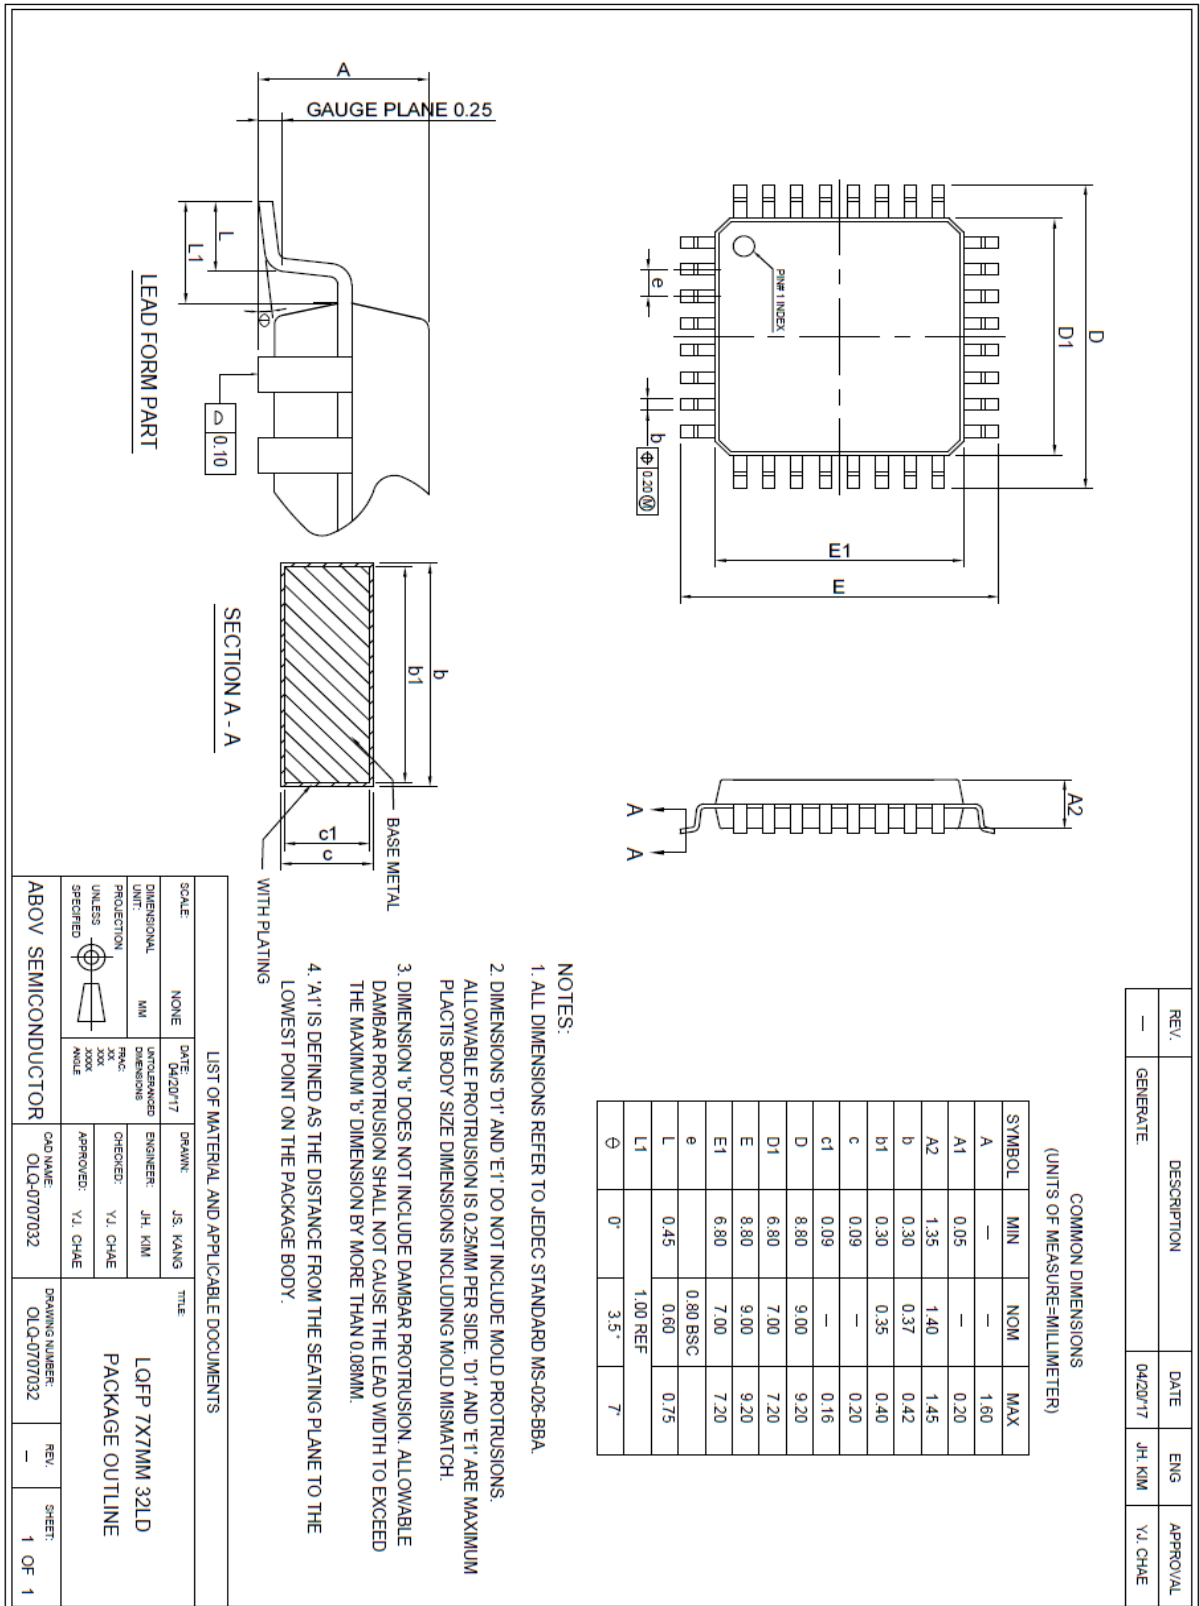 REV. DESCRIPTION DATE ENG APPROVAL
— GENERATE. 04/20/'17 JH. KIM YJ. CHAE
D
D1
PIN# 1 INDEX
e
b
0.20 Ⓜ
E1
E
A2
A A
COMMON DIMENSIONS
(UNITS OF MEASURE=MILLIMETER)
SYMBOL MIN NOM MAX
A — — 1.60
A1 0.05 — 0.20
A2 1.35 1.40 1.45
b 0.30 0.37 0.42
b1 0.30 0.35 0.40
c 0.09 — 0.20
c1 0.09 — 0.16
D 8.80 9.00 9.20
D1 6.80 7.00 7.20
E 8.80 9.00 9.20
E1 6.80 7.00 7.20
e 0.80 BSC
L 0.45 0.60 0.75
L1 1.00 REF
θ 0° 3.5° 7°
A
GAUGE PLANE 0.25
L
L1
θ
0.10
LEAD FORM PART
b
b1
c1
c
BASE METAL
WITH PLATING
SECTION A - A
NOTES:
1. ALL DIMENSIONS REFER TO JEDEC STANDARD MS-026-BBA.
2. DIMENSIONS 'D1' AND 'E1' DO NOT INCLUDE MOLD PROTRUSIONS.
ALLOWABLE PROTRUSION IS 0.25MM PER SIDE. 'D1' AND 'E1' ARE MAXIMUM
PLACTIS BODY SIZE DIMENSIONS INCLUDING MOLD MISMATCH.
3. DIMENSION 'b' DOES NOT INCLUDE DAMBAR PROTRUSION. ALLOWABLE
DAMBAR PROTRUSION SHALL NOT CAUSE THE LEAD WIDTH TO EXCEED
THE MAXIMUM 'b' DIMENSION BY MORE THAN 0.08MM.
4. 'A1' IS DEFINED AS THE DISTANCE FROM THE SEATING PLANE TO THE
LOWEST POINT ON THE PACKAGE BODY.
LIST OF MATERIAL AND APPLICABLE DOCUMENTS
SCALE: NONE
DATE: 04/20/'17
DRAWN: JS. KANG
TITLE:
LQFP 7X7MM 32LD
PACKAGE OUTLINE
DIMENSIONAL
UNIT: MM
UNTOLERANCED
DIMENSIONS
ENGINEER: JH. KIM
PROJECTION
UNLESS
SPECIFIED
FRAC:
.XX
.XXX
.XXXX
ANGLE
CHECKED: YJ. CHAE
APPROVED: YJ. CHAE
ABOV SEMICONDUCTOR
CAD NAME:
OLQ-0707032
DRAWING NUMBER:
OLQ-0707032
REV.
—
SHEET:
1 OF 1